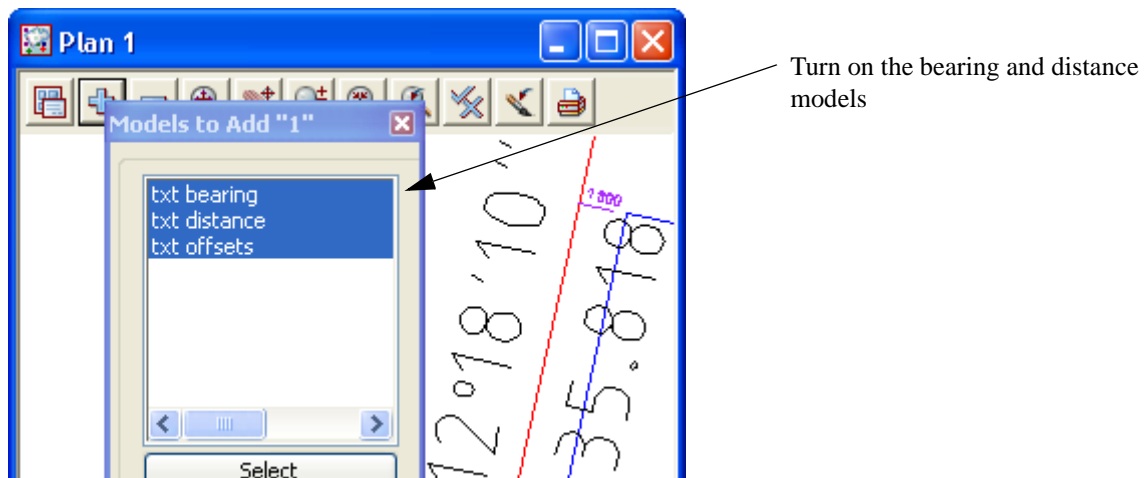 Plan 1
Turn on the bearing and distance
models
Models to Add "1"
txt bearing
txt distance
txt offsets
Select
12°18'10"
35.818